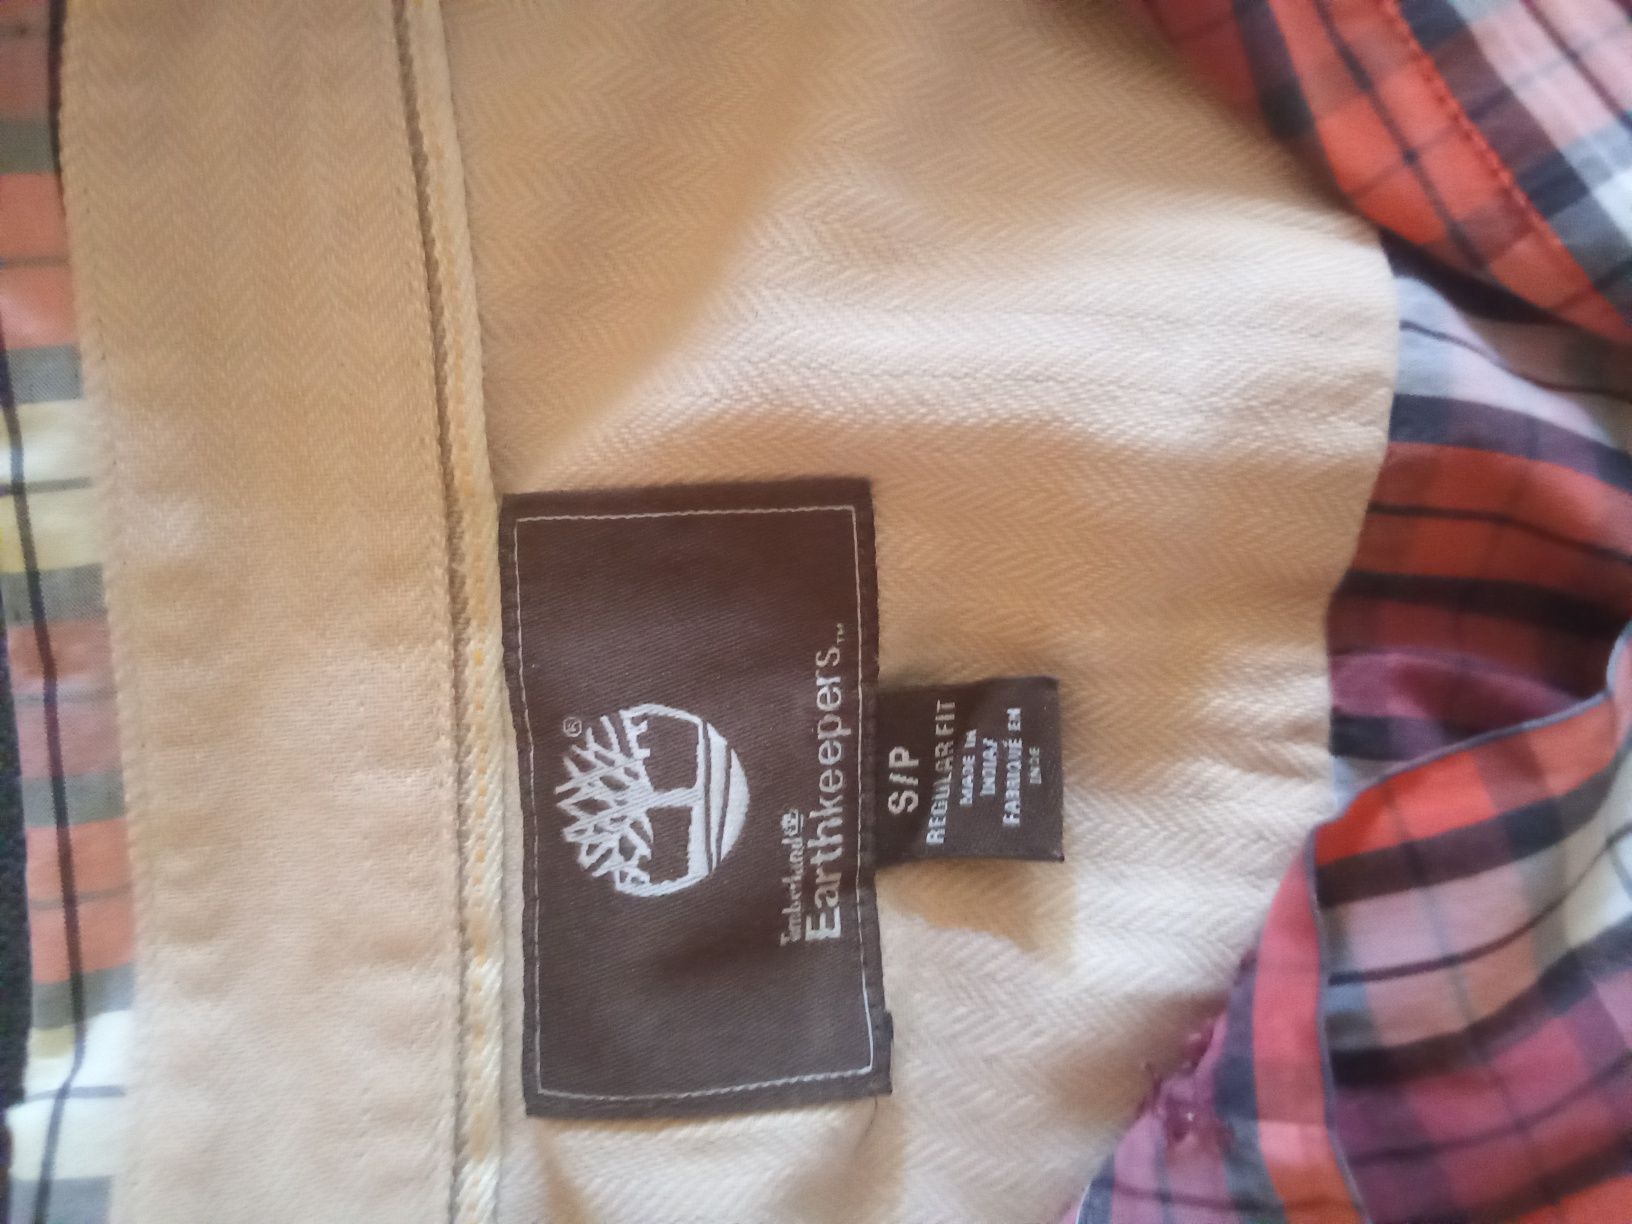 ®
Timberland
Earthkeepers™
S/P
REGULAR FIT
MADE IN
INDIA/
FABRIQUÉ EN
INDE